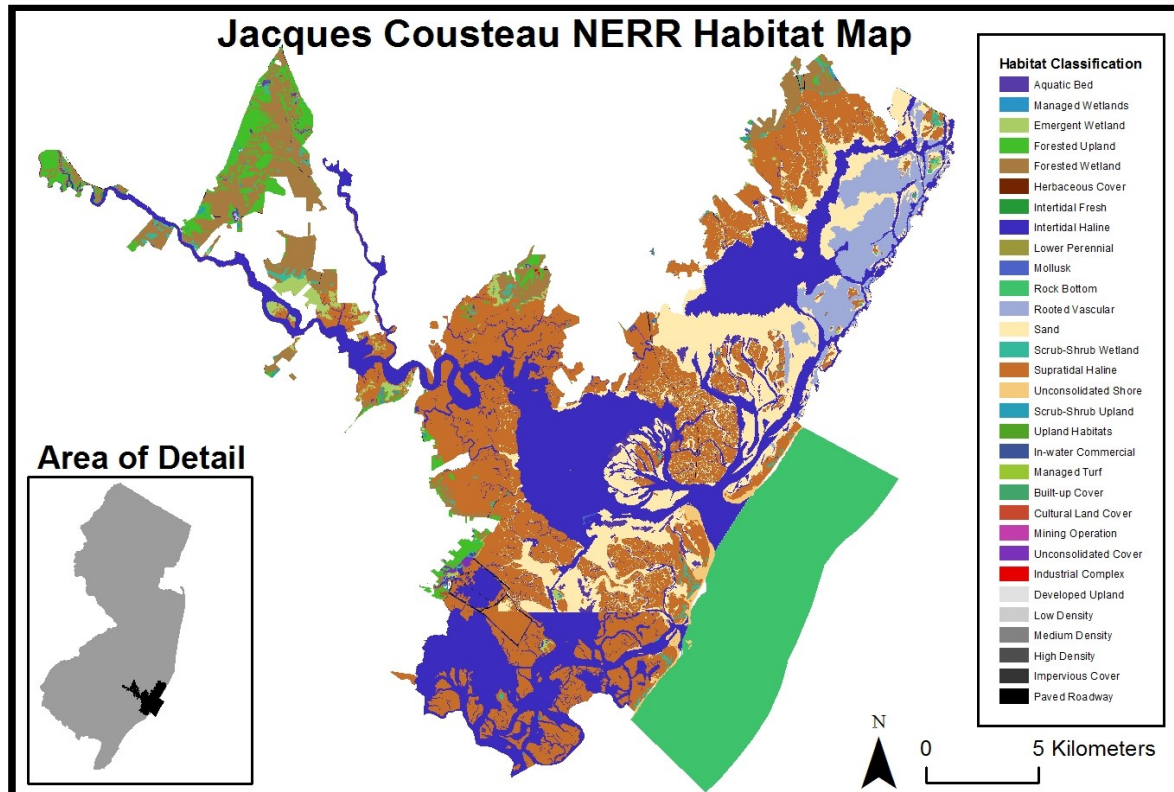 Jacques Cousteau NERR Habitat Map
Habitat Classification
Aquatic Bed
Managed Wetlands
Emergent Wetland
Forested Upland
Forested Wetland
Herbaceous Cover
Intertidal Fresh
Intertidal Haline
Lower Perennial
Mollusk
Rock Bottom
Rooted Vascular
Sand
Scrub-Shrub Wetland
Supratidal Haline
Unconsolidated Shore
Scrub-Shrub Upland
Upland Habitats
In-water Commercial
Managed Turf
Built-up Cover
Cultural Land Cover
Mining Operation
Unconsolidated Cover
Industrial Complex
Developed Upland
Low Density
Medium Density
High Density
Impervious Cover
Paved Roadway
Area of Detail
N
0 5 Kilometers